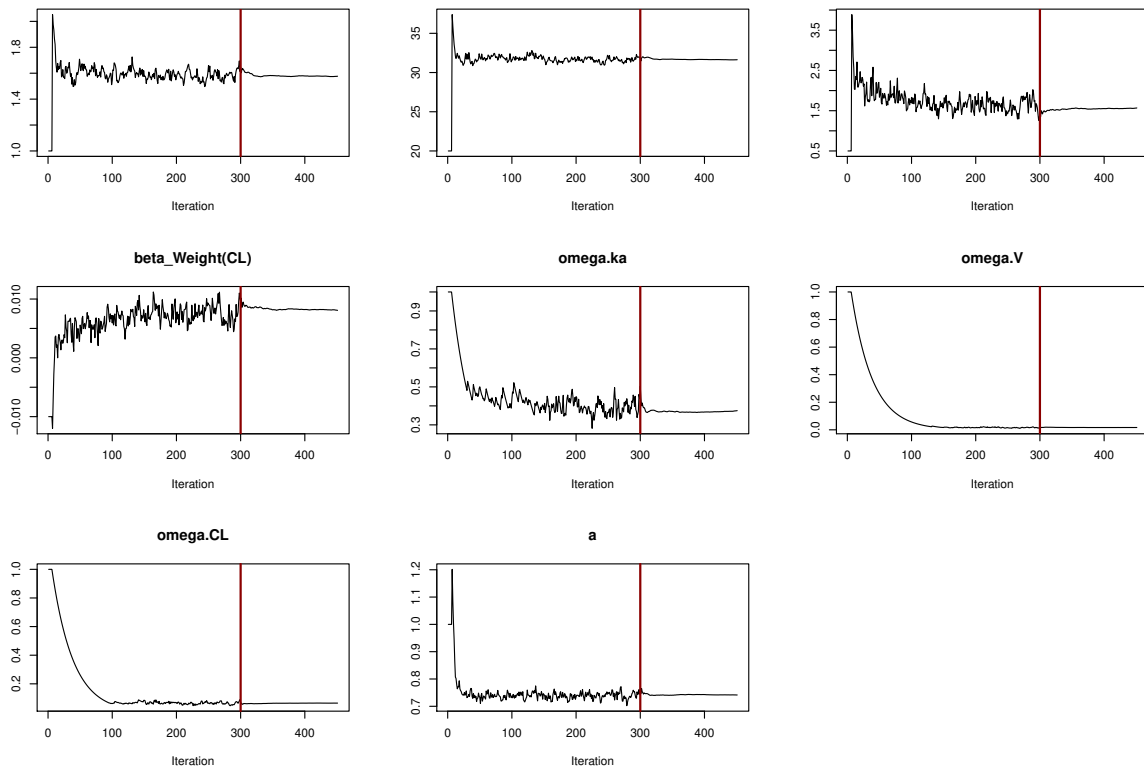 1.0 1.4 1.8
20 25 30 35
0.5 1.5 2.5 3.5
0 100 200 300 400
0 100 200 300 400
0 100 200 300 400
Iteration
Iteration
Iteration
beta_Weight(CL)
omega.ka
omega.V
−0.010 0.000 0.010
0.3 0.5 0.7 0.9
0.0 0.2 0.4 0.6 0.8 1.0
0 100 200 300 400
0 100 200 300 400
0 100 200 300 400
Iteration
Iteration
Iteration
omega.CL
a
0.2 0.4 0.6 0.8 1.0
0.7 0.8 0.9 1.0 1.1 1.2
0 100 200 300 400
0 100 200 300 400
Iteration
Iteration